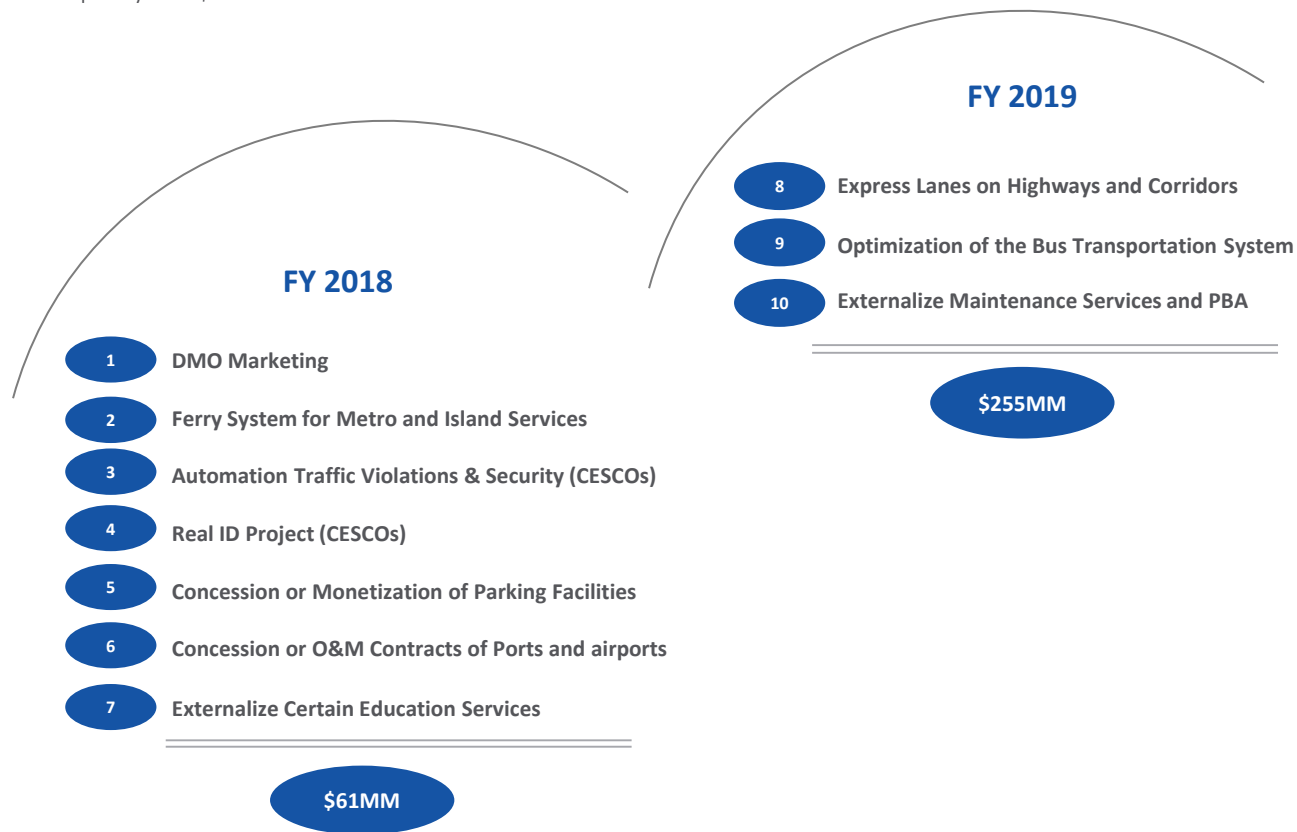 FY 2018
1 DMO Marketing
2 Ferry System for Metro and Island Services
3 Automation Traffic Violations & Security (CESCOs)
4 Real ID Project (CESCOs)
5 Concession or Monetization of Parking Facilities
6 Concession or O&M Contracts of Ports and airports
7 Externalize Certain Education Services
$61MM
FY 2019
8 Express Lanes on Highways and Corridors
9 Optimization of the Bus Transportation System
10 Externalize Maintenance Services and PBA
$255MM